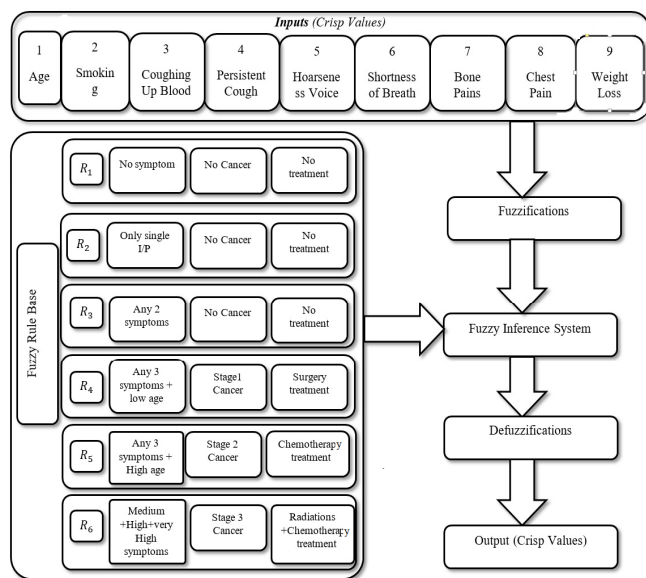 Inputs (Crisp Values)
1
Age
2
Smokin
g
3
Coughing
Up Blood
4
Persistent
Cough
5
Hoarsene
ss Voice
6
Shortness
of Breath
7
Bone
Pains
8
Chest
Pain
9
Weight
Loss
Fuzzy Rule Base
R1
No symptom
No Cancer
No
treatment
R2
Only single
I/P
No Cancer
No
treatment
R3
Any 2
symptoms
No Cancer
No
treatment
R4
Any 3
symptoms +
low age
Stage1
Cancer
Surgery
treatment
R5
Any 3
symptoms +
High age
Stage 2
Cancer
Chemotherapy
treatment
R6
Medium
+High+very
High
symptoms
Stage 3
Cancer
Radiations
+Chemotherapy
treatment
Fuzzifications
Fuzzy Inference System
Defuzzifications
Output (Crisp Values)